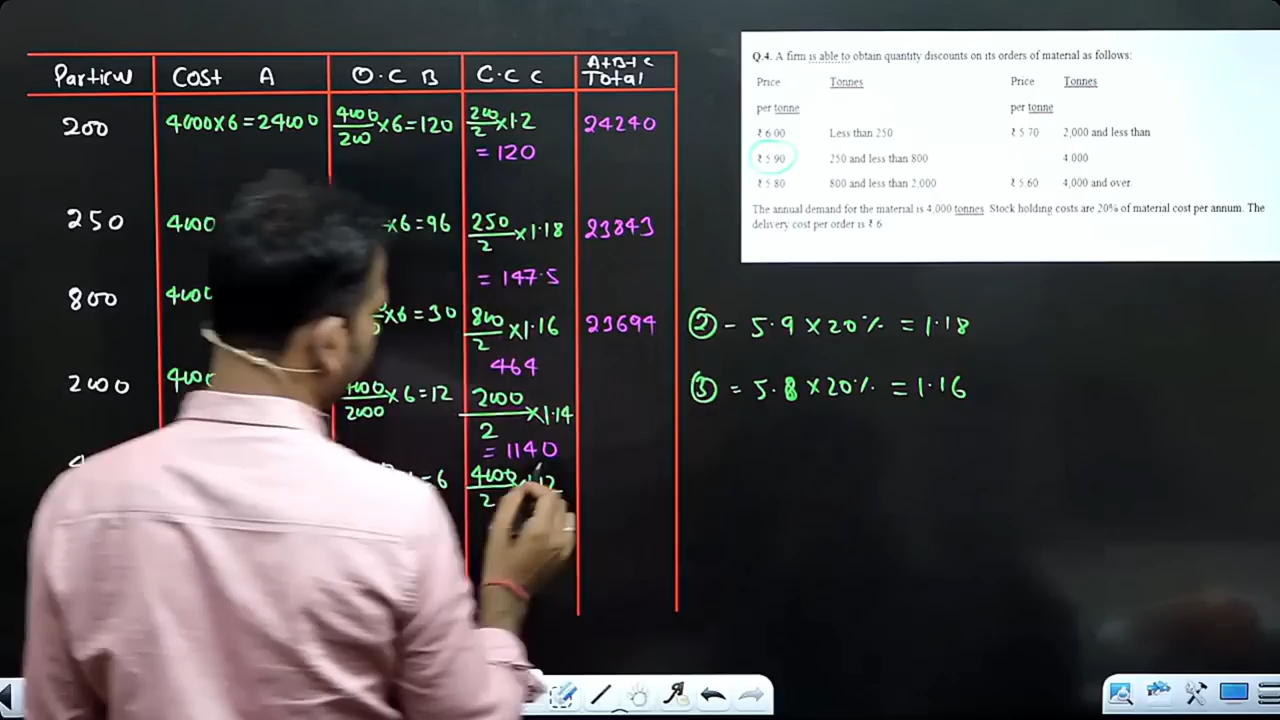 Particul Cost A O.C B C.C C A+B+C Total
200 4000×6=24000 4000/200 ×6=120 200/2 ×1.2 24240
= 120
250 4000 ×6=96 250/2 ×1.18 23843
= 147.5
800 400 ×6=30 800/2 ×1.16 23694
464
2000 400 2000 ×6=12 2000/2 ×1.14
= 1140
=6 4000/2
Q.4. A firm is able to obtain quantity discounts on its orders of material as follows:
Price Tonnes Price Tonnes
per tonne per tonne
₹ 6.00 Less than 250 ₹ 5.70 2,000 and less than
₹ 5.90 250 and less than 800 4,000
₹ 5.80 800 and less than 2,000 ₹ 5.60 4,000 and over
The annual demand for the material is 4,000 tonnes. Stock holding costs are 20% of material cost per annum. The
delivery cost per order is ₹ 6
② - 5.9 × 20% = 1.18
③ = 5.8 × 20% = 1.16